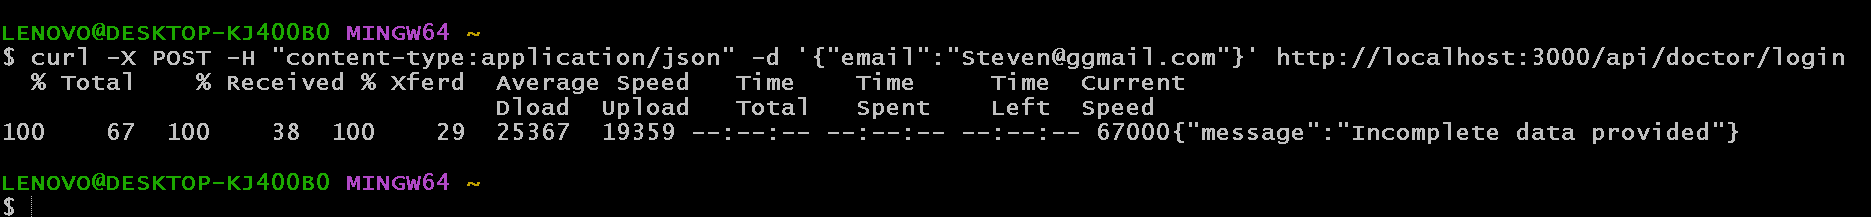 LENOVO@DESKTOP-KJ400B0 MINGW64 ~
$ curl -X POST -H "content-type:application/json" -d '{"email":"Steven@ggmail.com"}' http://localhost:3000/api/doctor/login
  % Total    % Received % Xferd  Average Speed   Time    Time     Time  Current
                                 Dload  Upload   Total   Spent    Left  Speed
100    67  100    38  100    29  25367  19359 --:--:-- --:--:-- --:--:-- 67000{"message":"Incomplete data provided"}
LENOVO@DESKTOP-KJ400B0 MINGW64 ~
$